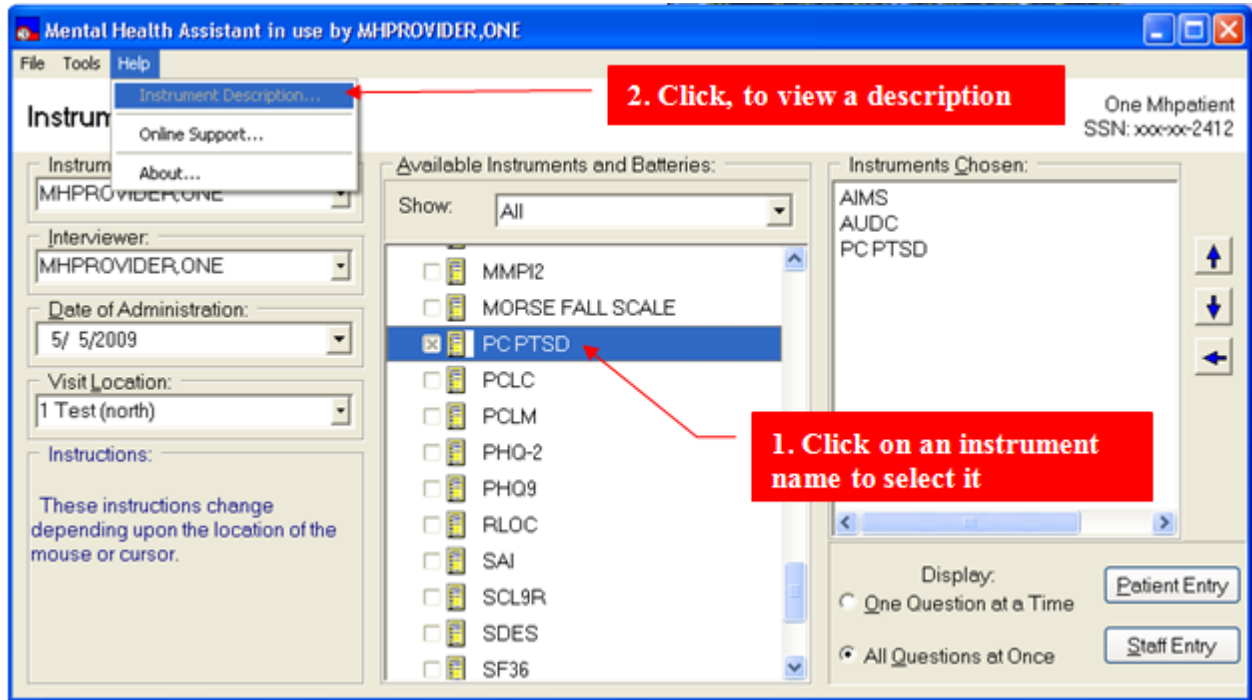 Mental Health Assistant in use by MHPROVIDER,ONE
File Tools Help
Instrument Description...
Online Support...
About...
2. Click, to view a description
Instrum
One Mhpatient
SSN: xxx-xx-2412
Instrum
MHPROVIDER,ONE
Interviewer:
MHPROVIDER,ONE
Date of Administration:
5/ 5/2009
Visit Location:
1 Test (north)
Instructions:
These instructions change
depending upon the location of the
mouse or cursor.
Available Instruments and Batteries:
Show: All
MMPI2
MORSE FALL SCALE
PC PTSD
PCLC
PCLM
PHQ-2
PHQ9
RLOC
SAI
SCL9R
SDES
SF36
Instruments Chosen:
AIMS
AUDC
PC PTSD
1. Click on an instrument
name to select it
Display:
One Question at a Time
All Questions at Once
Patient Entry
Staff Entry